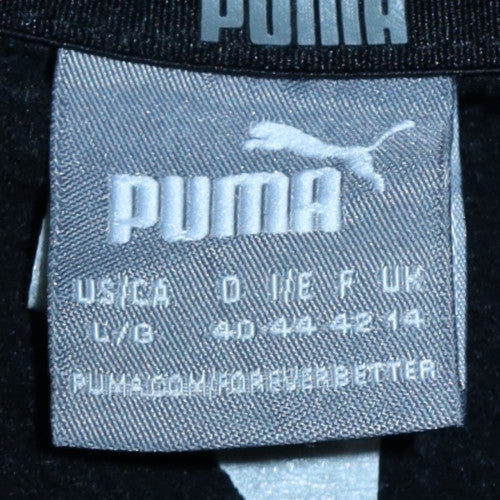 PUMA
PUMA
US/CA D I/E F UK
L/G 40 44 42 14
PUMA.COM/FOREVERBETTER